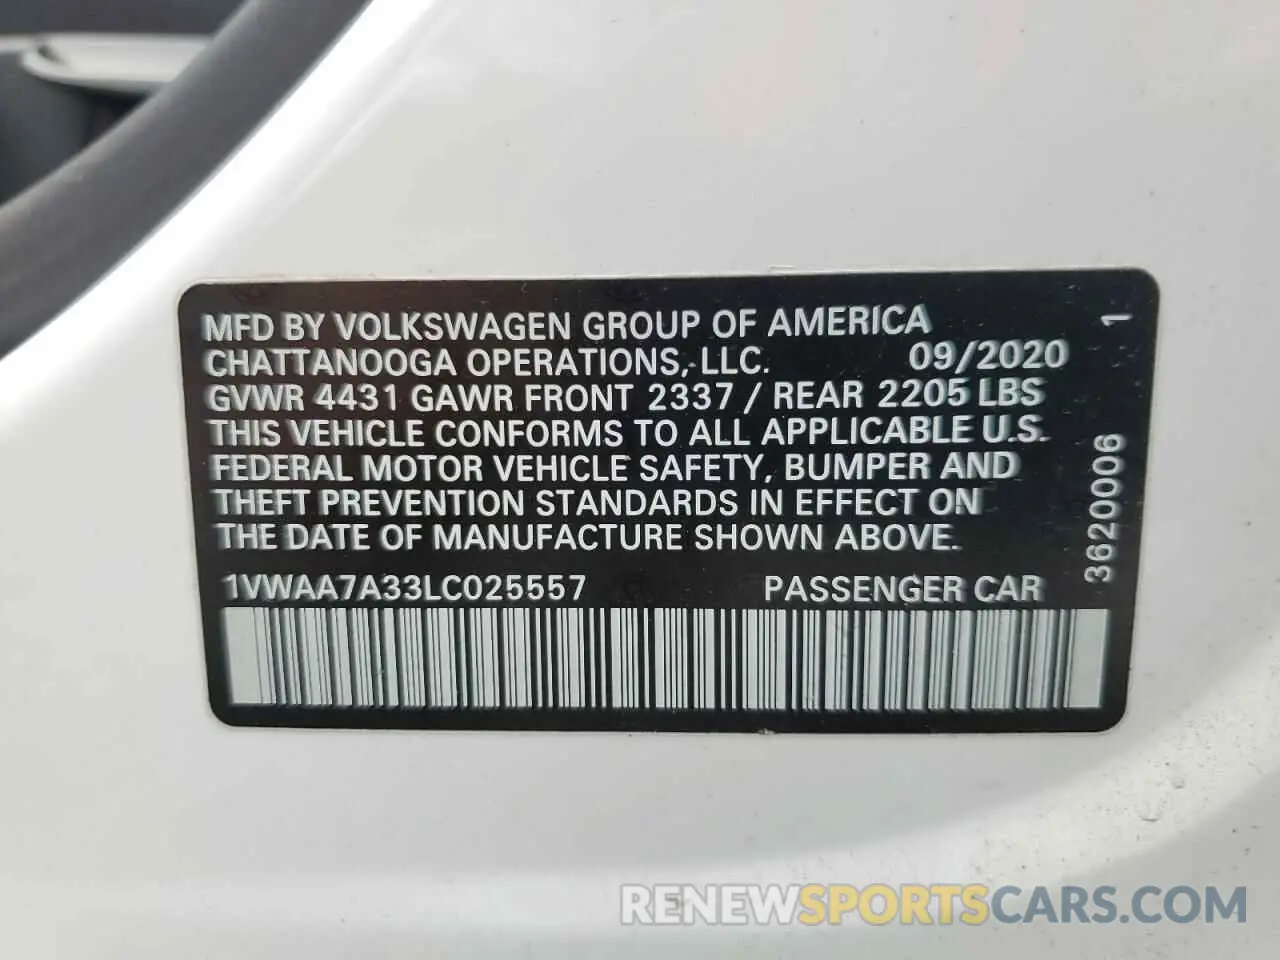 MFD BY VOLKSWAGEN GROUP OF AMERICA
CHATTANOOGA OPERATIONS, LLC. 09/2020
GVWR 4431 GAWR FRONT 2337 / REAR 2205 LBS
THIS VEHICLE CONFORMS TO ALL APPLICABLE U.S.
FEDERAL MOTOR VEHICLE SAFETY, BUMPER AND
THEFT PREVENTION STANDARDS IN EFFECT ON
THE DATE OF MANUFACTURE SHOWN ABOVE.
1VWAA7A33LC025557 PASSENGER CAR
3620006 1
RENEWSPORTSCARS.COM